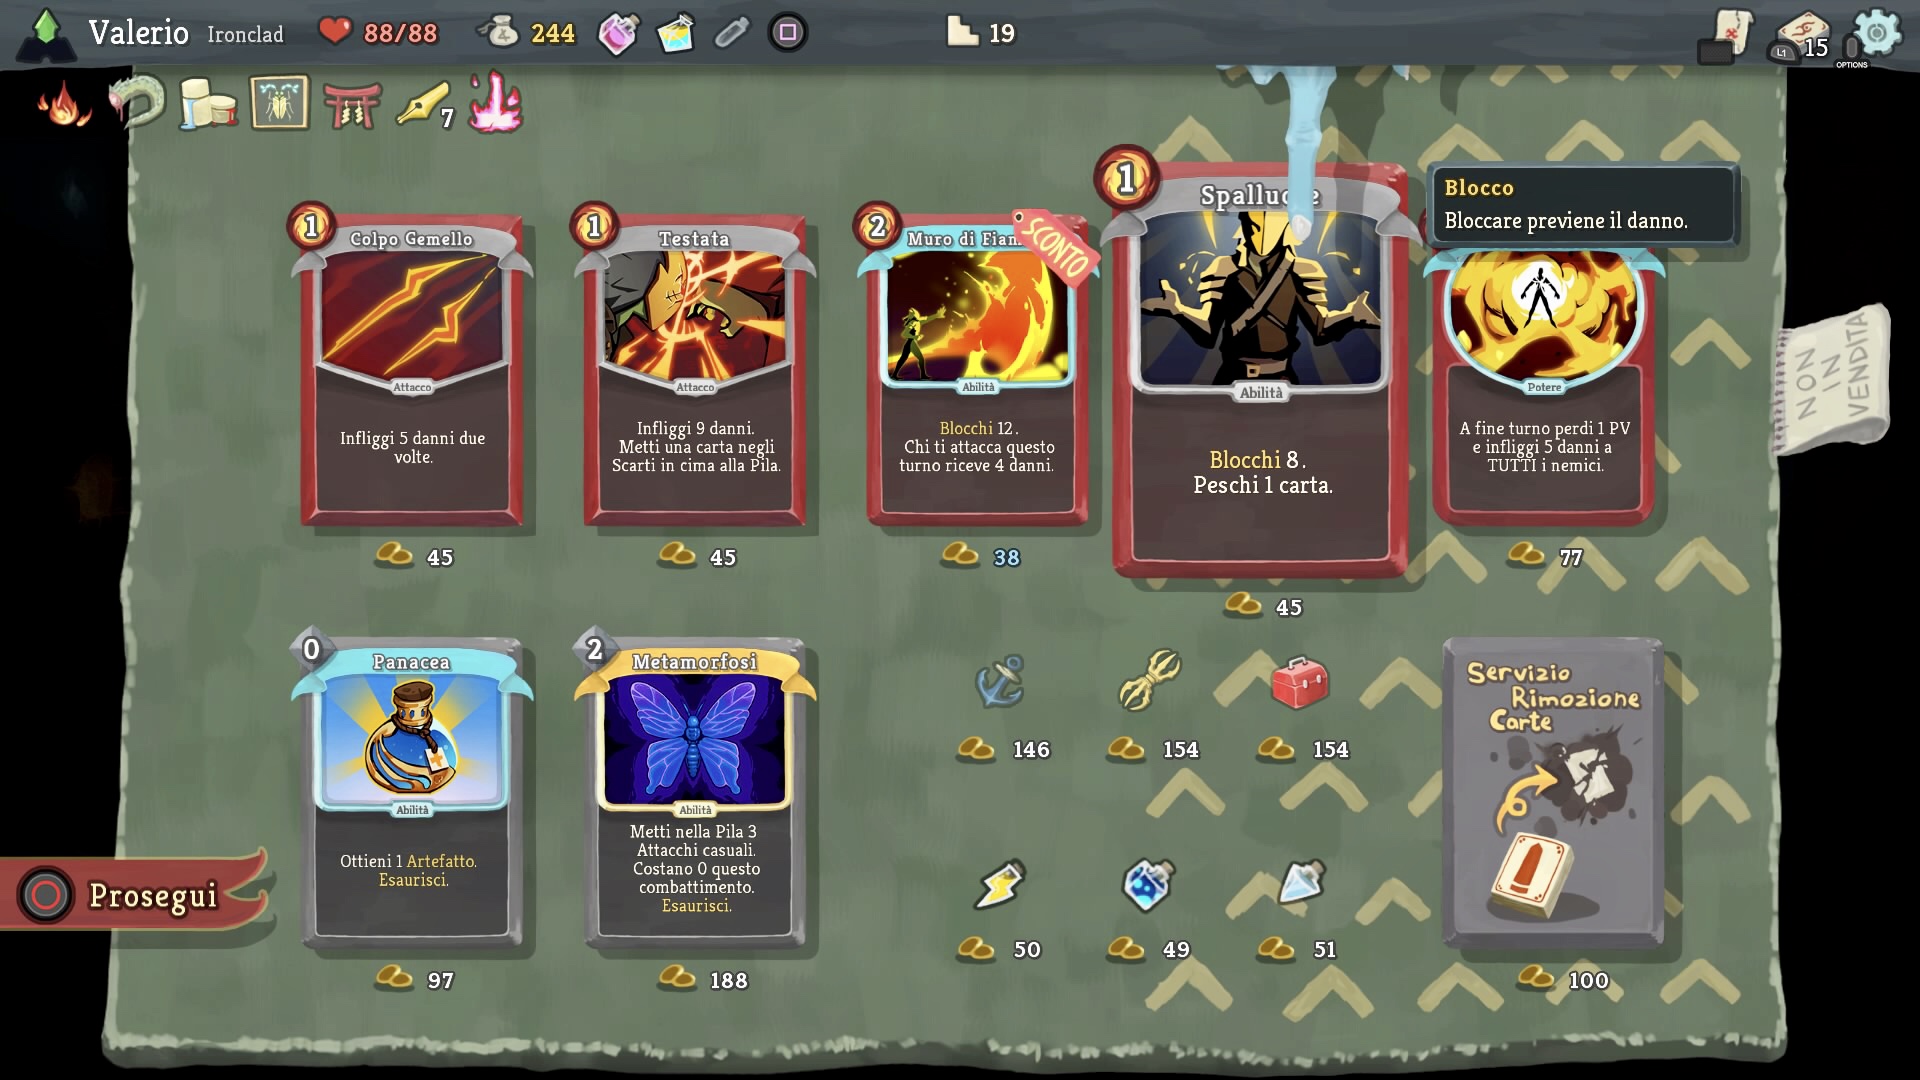 Valerio Ironclad 88/88 244 19 L1 15
OPTIONS
7
Blocco
Bloccare previene il danno.
1
Colpo Gemello
Attacco
Infliggi 5 danni due
volte.
45
1
Testata
Attacco
Infliggi 9 danni.
Metti una carta negli
Scarti in cima alla Pila.
45
2
SCONTO
Abilità
Blocchi 12.
Chi ti attacca questo
turno riceve 4 danni.
38
1
Abilità
Blocchi 8.
Peschi 1 carta.
45
Potere
A fine turno perdi 1 PV
e infliggi 5 danni a
TUTTI i nemici.
77
NON
IN
VENDITA
0
Panacea
Abilità
Ottieni 1 Artefatto.
Esaurisci.
97
2
Metamorfosi
Abilità
Metti nella Pila 3
Attacchi casuali.
Costano 0 questo
combattimento.
Esaurisci.
188
146 154 154
50 49 51
Servizio
Rimozione
Carte
100
Prosegui